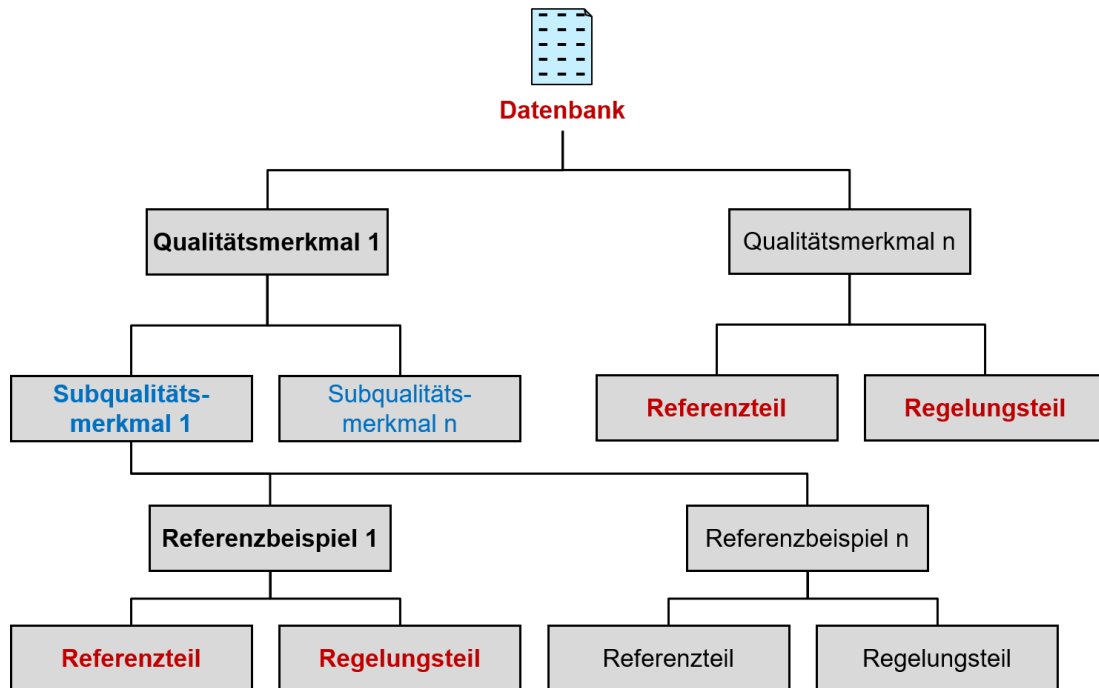 Datenbank
Qualitätsmerkmal 1
Qualitätsmerkmal n
Subqualitäts-
merkmal 1
Subqualitäts-
merkmal n
Referenzteil
Regelungsteil
Referenzbeispiel 1
Referenzbeispiel n
Referenzteil
Regelungsteil
Referenzteil
Regelungsteil